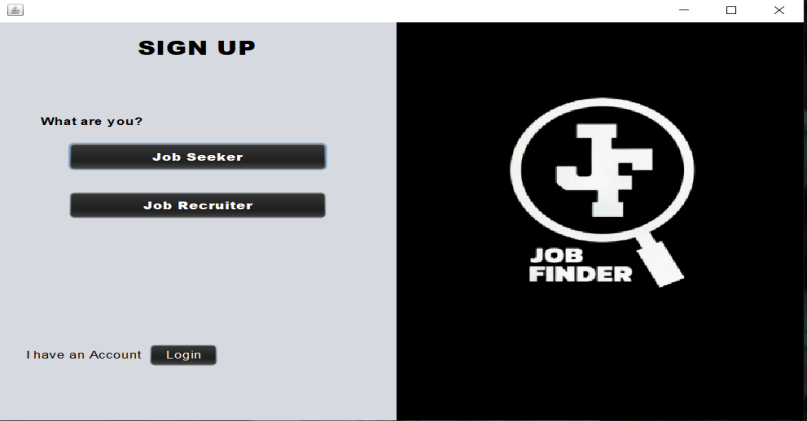 SIGN UP
What are you?
Job Seeker
Job Recruiter
I have an Account Login
JF
JOB
FINDER